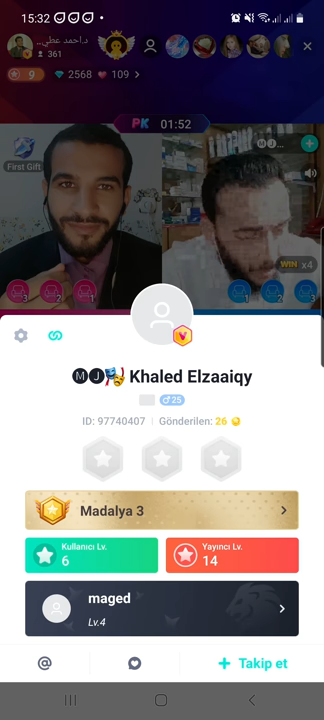 15:32
د.احمد عطي..
361
9
2568
109
PK 01:52
First Gift
M J...
WIN x4
3 2 1
1 2 3
🅜🅙🎭 Khaled Elzaaiqy
♂25
ID: 97740407 | Gönderilen: 26
Madalya 3
Kullanıcı Lv.
6
Yayıncı Lv.
14
maged
Lv.4
@
+ Takip et